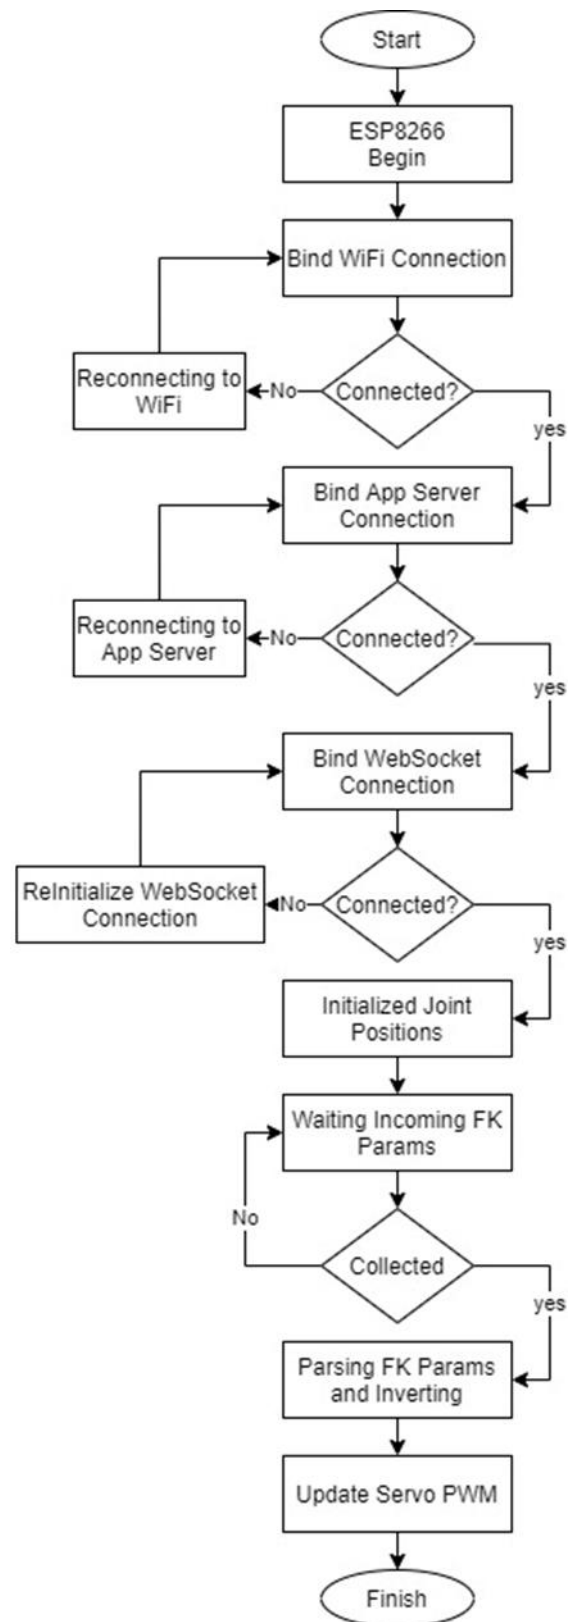 Start
ESP8266
Begin
Bind WiFi Connection
Reconnecting to
WiFi
No
Connected?
yes
Bind App Server
Connection
Reconnecting to
App Server
No
Connected?
yes
Bind WebSocket
Connection
ReInitialize WebSocket
Connection
No
Connected?
yes
Initialized Joint
Positions
Waiting Incoming FK
Params
No
Collected
yes
Parsing FK Params
and Inverting
Update Servo PWM
Finish